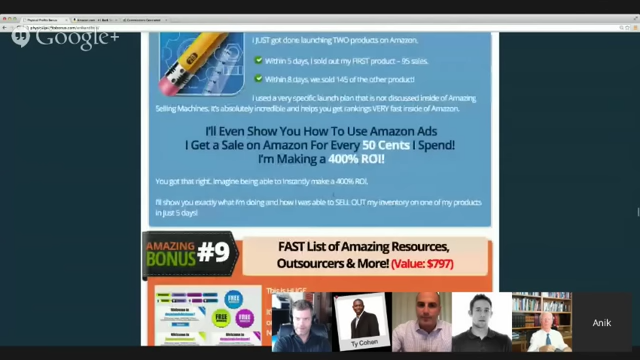 Google+
I JUST got done launching TWO products on Amazon.
Within 5 days, I sold out my FIRST product – 95 sales.
Within 8 days, we sold 145 of the other product!
I used a very specific launch plan that is not discussed inside of Amazing
Selling Machines. It's absolutely incredible and helps you get rankings VERY fast inside of Amazon.
I'll Even Show You How To Use Amazon Ads
I Get a Sale on Amazon For Every 50 Cents I Spend!
I'm Making a 400% ROI!
You got that right. Imagine being able to instantly make a 400% ROI.
I'll show you exactly what I'm doing and how I was able to SELL OUT my inventory on one of my products
in just 5 days!
AMAZING
BONUS #9
FAST List of Amazing Resources,
Outsourcers & More! (Value: $797)
This is HUGE
FREE
FREE
FREE
Ty Cohan
Anik